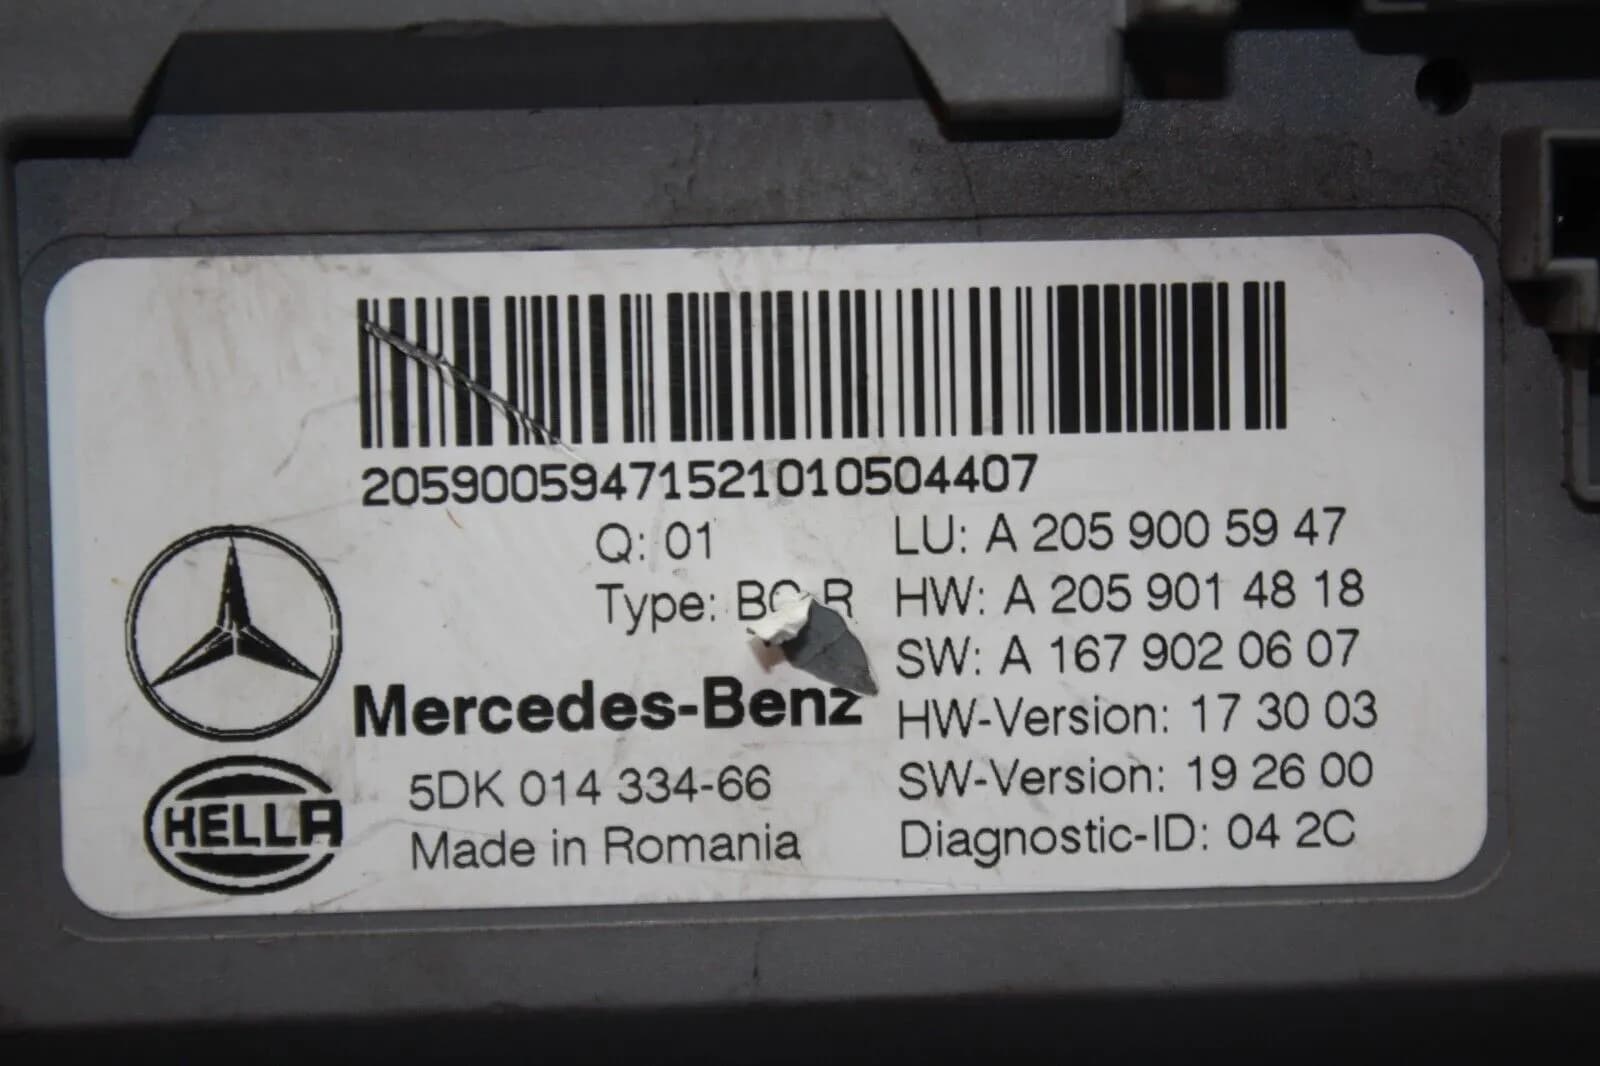 20590059471521010504407
Q: 01
Type:
Mercedes-Benz
HELLA
5DK 014 334-66
Made in Romania
LU: A 205 900 59 47
HW: A 205 901 48 18
SW: A 167 902 06 07
HW-Version: 17 30 03
SW-Version: 19 26 00
Diagnostic-ID: 04 2C